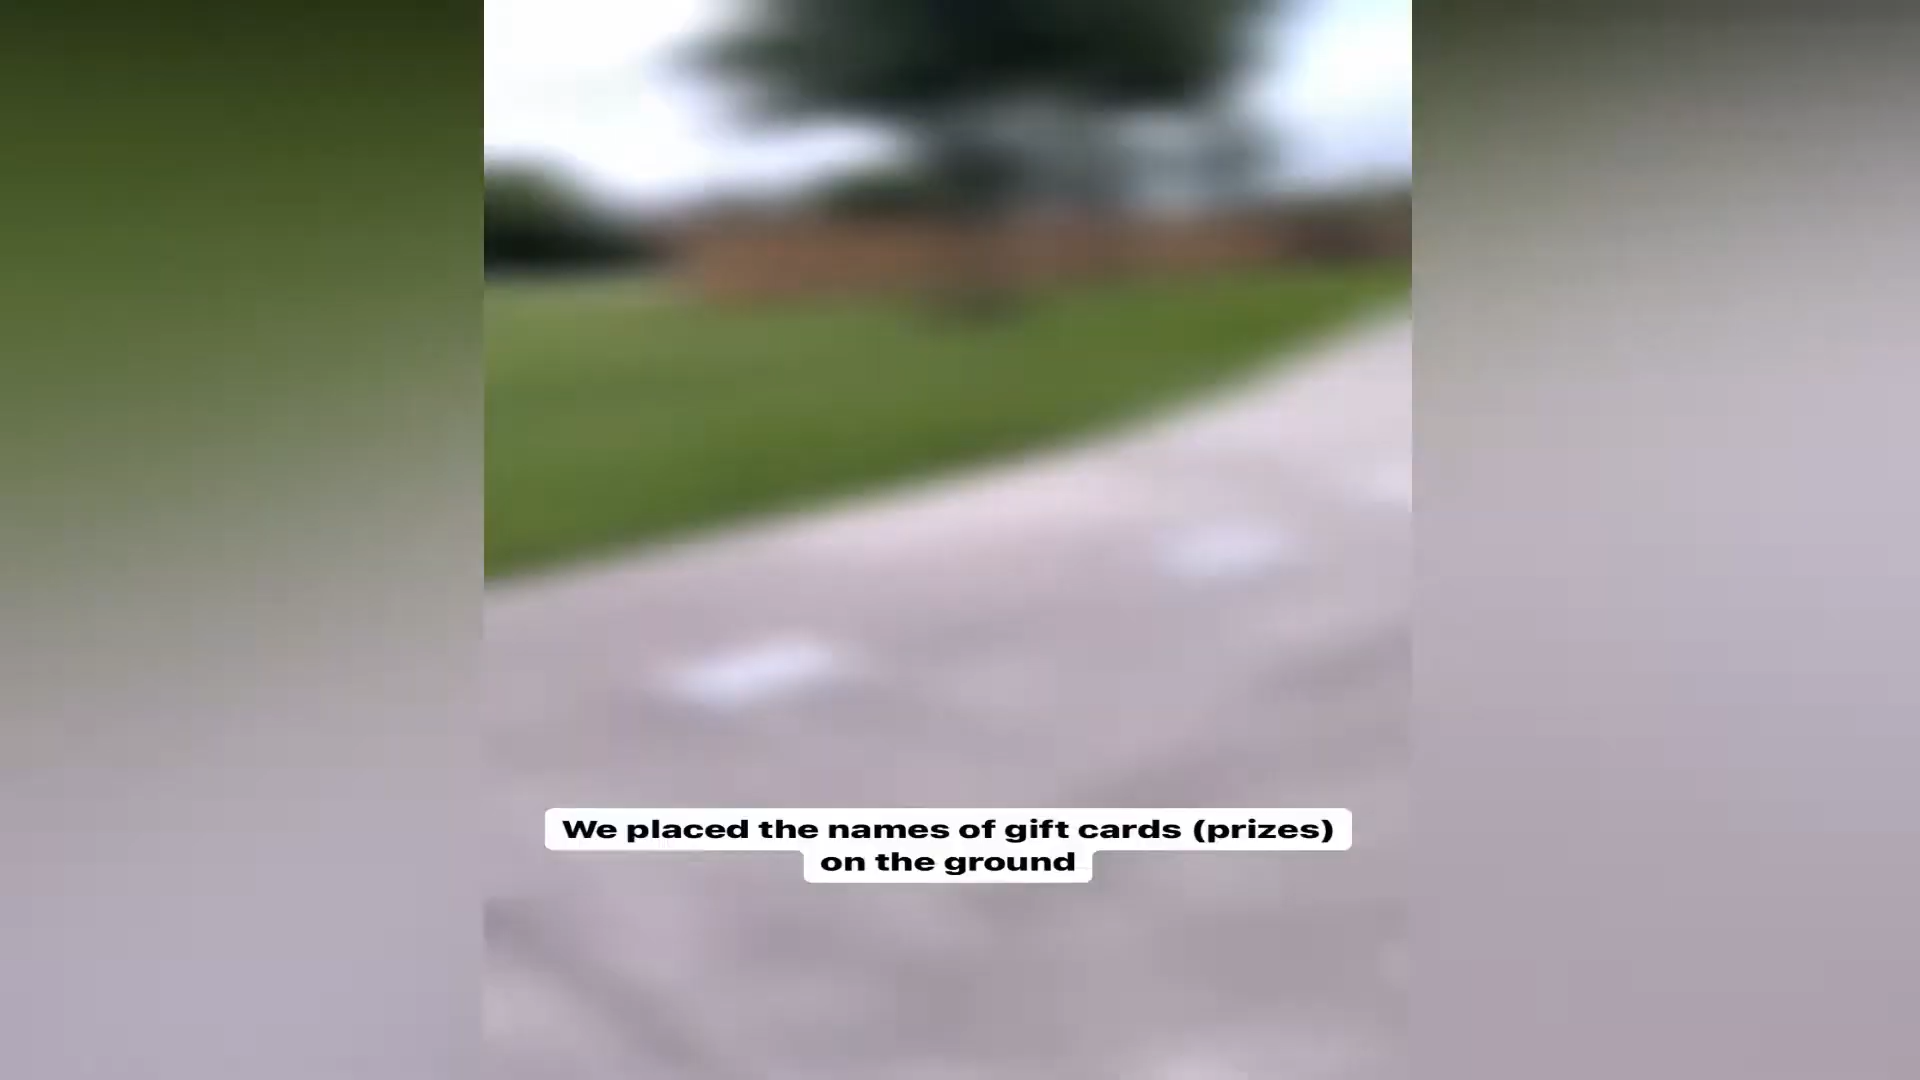 We placed the names of gift cards (prizes)
on the ground